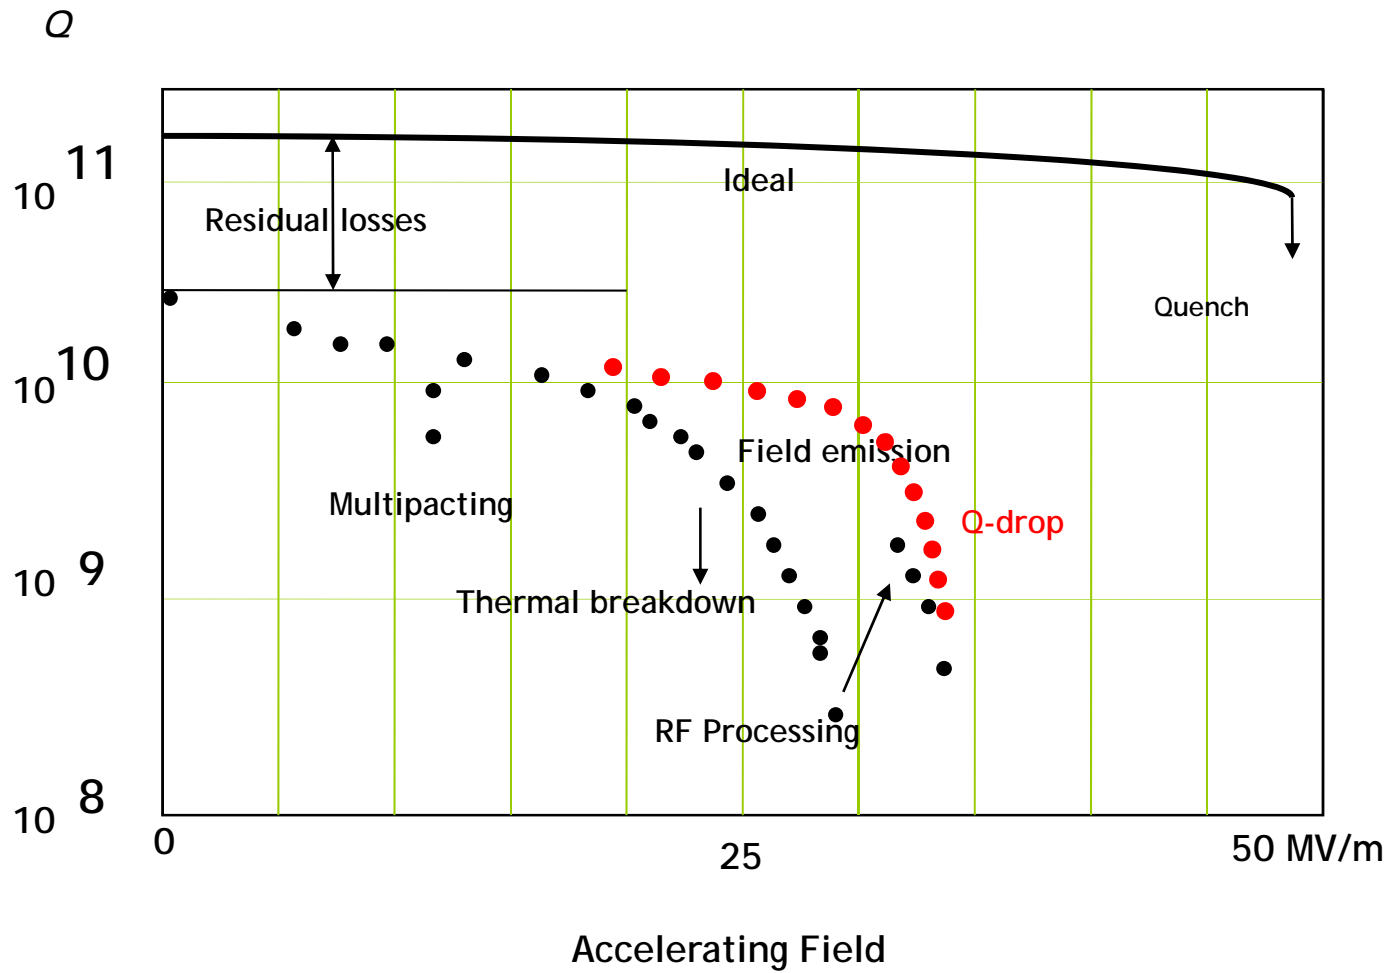 Q
10 11
Ideal
Residual losses
Quench
10 10
Field emission
Multipacting
Q-drop
10 9
Thermal breakdown
RF Processing
10 8
0
25
50 MV/m
Accelerating Field